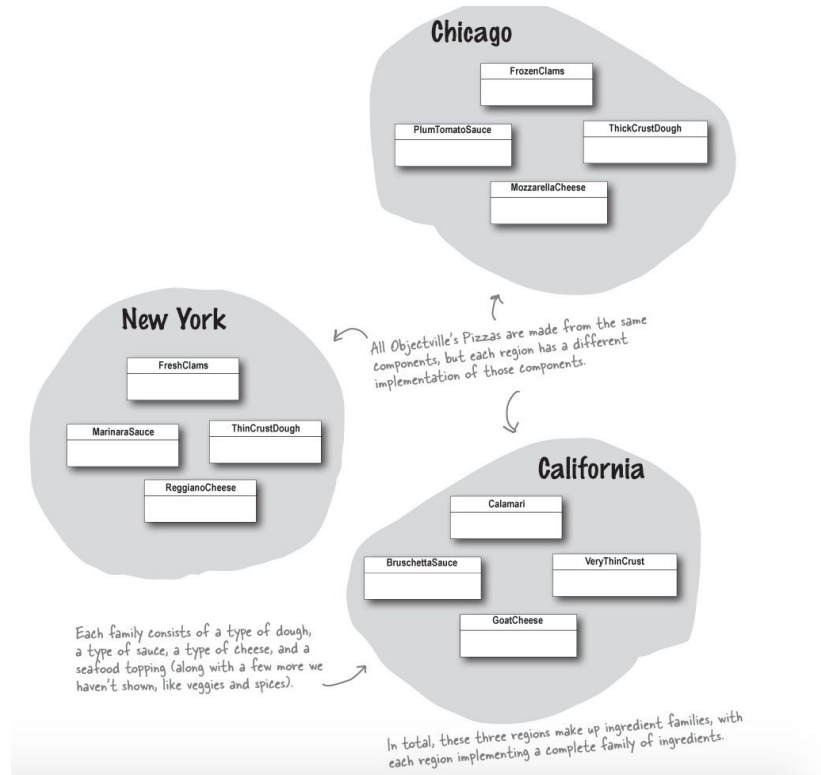 Chicago
FrozenClams
PlumTomatoSauce
ThickCrustDough
MozzarellaCheese
New York
FreshClams
MarinaraSauce
ThinCrustDough
ReggianoCheese
All Objectville's Pizzas are made from the same
components, but each region has a different
implementation of those components.
California
Calamari
BruschettaSauce
VeryThinCrust
GoatCheese
Each family consists of a type of dough,
a type of sauce, a type of cheese, and a
seafood topping (along with a few more we
haven't shown, like veggies and spices).
In total, these three regions make up ingredient families, with
each region implementing a complete family of ingredients.